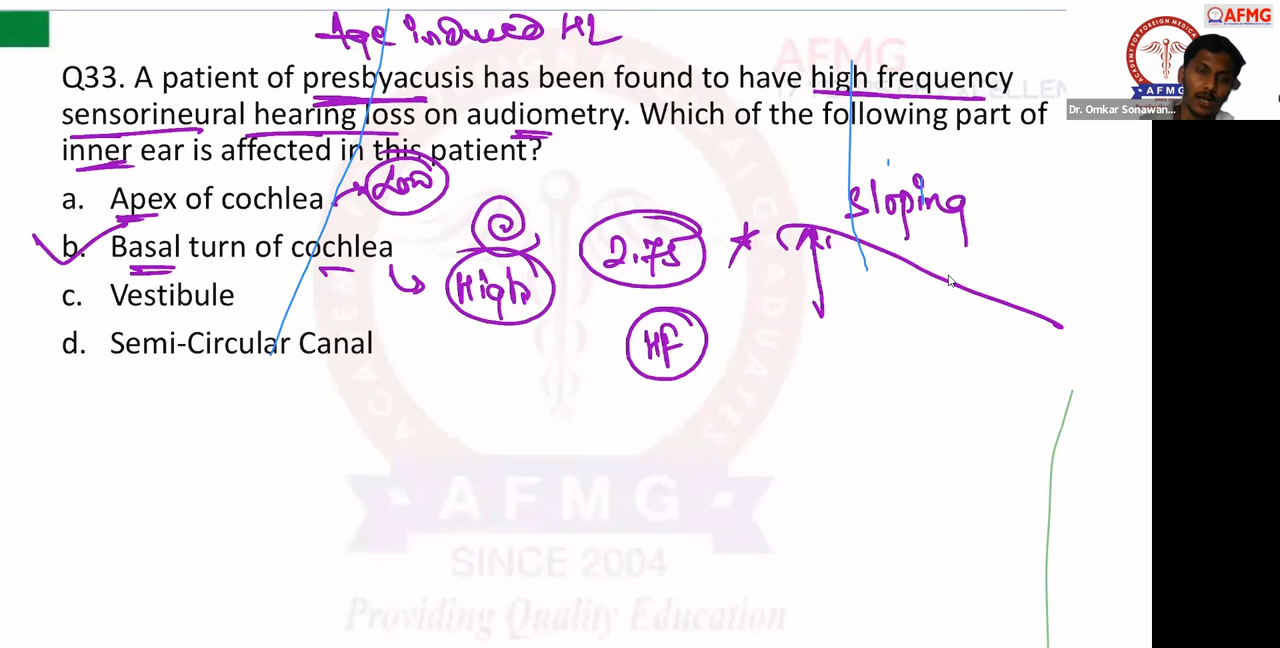 Age induced HL
AFMG
Q33. A patient of presbyacusis has been found to have high frequency
sensorineural hearing loss on audiometry. Which of the following part of
inner ear is affected in this patient?
a. Apex of cochlea
Low
b. Basal turn of cochlea
High
2.75
HF
sloping
c. Vestibule
d. Semi-Circular Canal
Dr. Omkar Sonawan...
AFMG
AFMG
SINCE 2004
Providing Quality Education